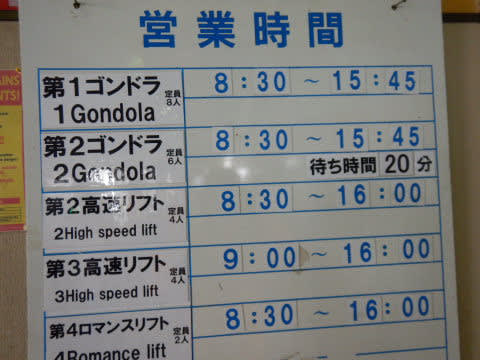 営業時間
第1ゴンドラ 定員8人 8:30 ~ 15:45
1Gondola
第2ゴンドラ 定員6人 8:30 ~ 15:45
2Gondola 待ち時間 20分
第2高速リフト 定員4人 8:30 ~ 16:00
2High speed lift
第3高速リフト 定員4人 9:00 ~ 16:00
3High speed lift
第4ロマンスリフト 定員2人 8:30 ~ 16:00
4Romance lift